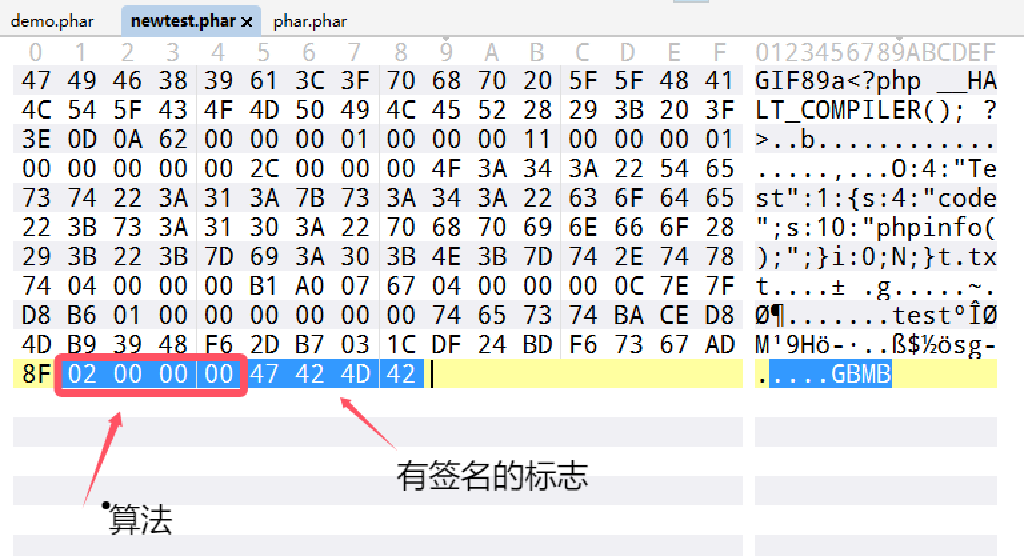 demo.phar newtest.phar × phar.phar
0 1 2 3 4 5 6 7 8 9 A B C D E F 0123456789ABCDEF
47 49 46 38 39 61 3C 3F 70 68 70 20 5F 5F 48 41 GIF89a<?php __HA
4C 54 5F 43 4F 4D 50 49 4C 45 52 28 29 3B 20 3F LT_COMPILER(); ?
3E 0D 0A 62 00 00 00 01 00 00 00 11 00 00 00 01 >..b............
00 00 00 00 00 2C 00 00 00 4F 3A 34 3A 22 54 65 .....,...O:4:"Te
73 74 22 3A 31 3A 7B 73 3A 34 3A 22 63 6F 64 65 st":1:{s:4:"code
22 3B 73 3A 31 30 3A 22 70 68 70 69 6E 66 6F 28 ";s:10:"phpinfo(
29 3B 22 3B 7D 69 3A 30 3B 4E 3B 7D 74 2E 74 78 );";}i:0;N;}t.tx
74 04 00 00 00 B1 A0 07 67 04 00 00 00 0C 7E 7F t....± .g.....~.
D8 B6 01 00 00 00 00 00 00 74 65 73 74 BA CE D8 Ø¶.......testºÎØ
4D B9 39 48 F6 2D B7 03 1C DF 24 BD F6 73 67 AD M¹9Hö-·..ß$½ösg-
8F 02 00 00 00 47 42 4D 42 .....GBMB
有签名的标志
算法